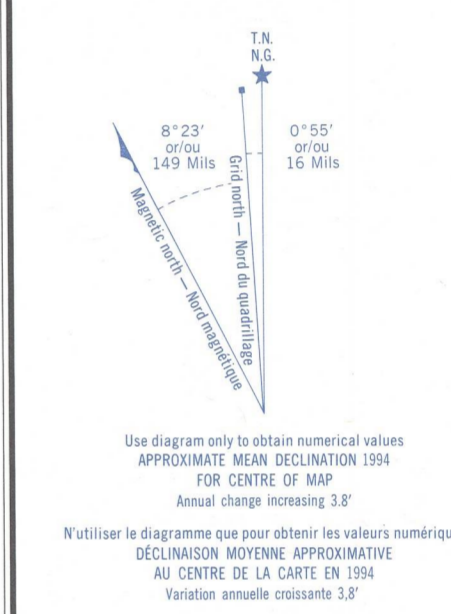 T.N.
N.G.
8°23'
or/ou
149 Mils
0°55'
or/ou
16 Mils
Grid north — Nord du quadrillage
Magnetic north — Nord magnétique
Use diagram only to obtain numerical values
APPROXIMATE MEAN DECLINATION 1994
FOR CENTRE OF MAP
Annual change increasing 3.8'
N'utiliser le diagramme que pour obtenir les valeurs numériqu
DÉCLINAISON MOYENNE APPROXIMATIVE
AU CENTRE DE LA CARTE EN 1994
Variation annuelle croissante 3,8'